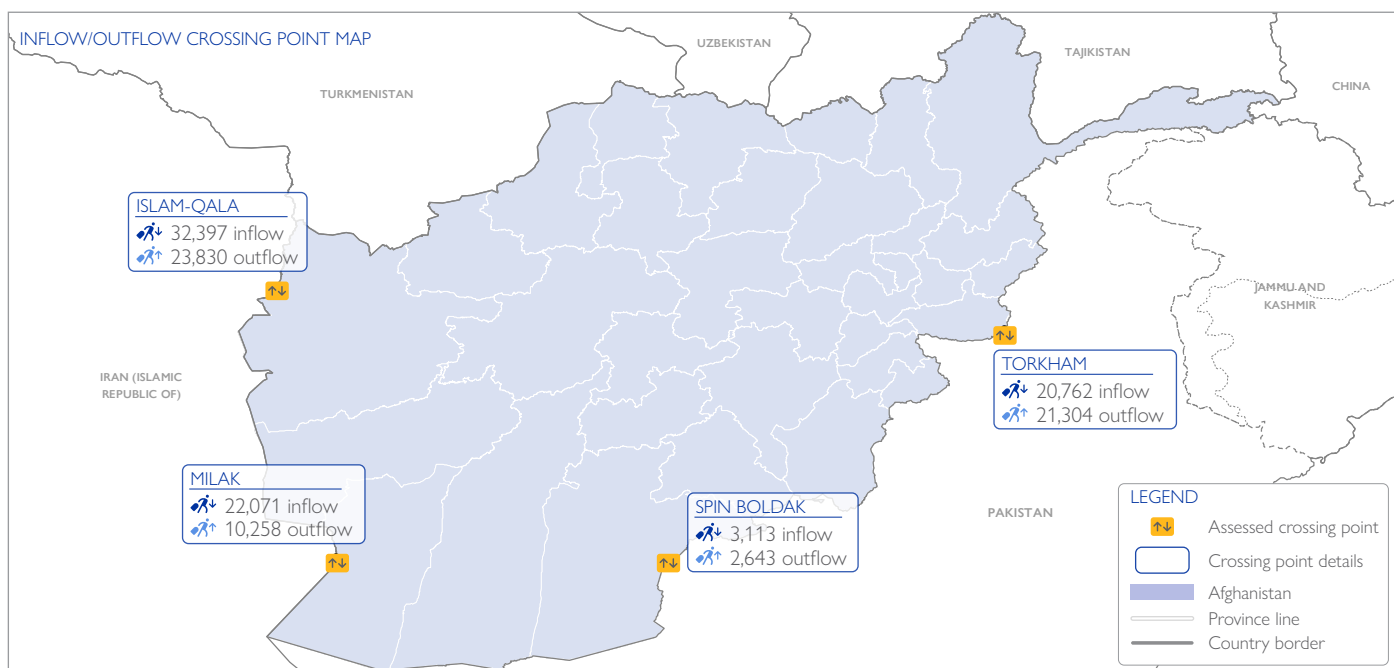 INFLOW/OUTFLOW CROSSING POINT MAP
UZBEKISTAN
TAJIKISTAN
CHINA
TURKMENISTAN
ISLAM-QALA
32,397 inflow
23,830 outflow
JAMMU AND
KASHMIR
IRAN (ISLAMIC
REPUBLIC OF)
TORKHAM
20,762 inflow
21,304 outflow
MILAK
22,071 inflow
10,258 outflow
SPIN BOLDAK
3,113 inflow
2,643 outflow
PAKISTAN
LEGEND
Assessed crossing point
Crossing point details
Afghanistan
Province line
Country border